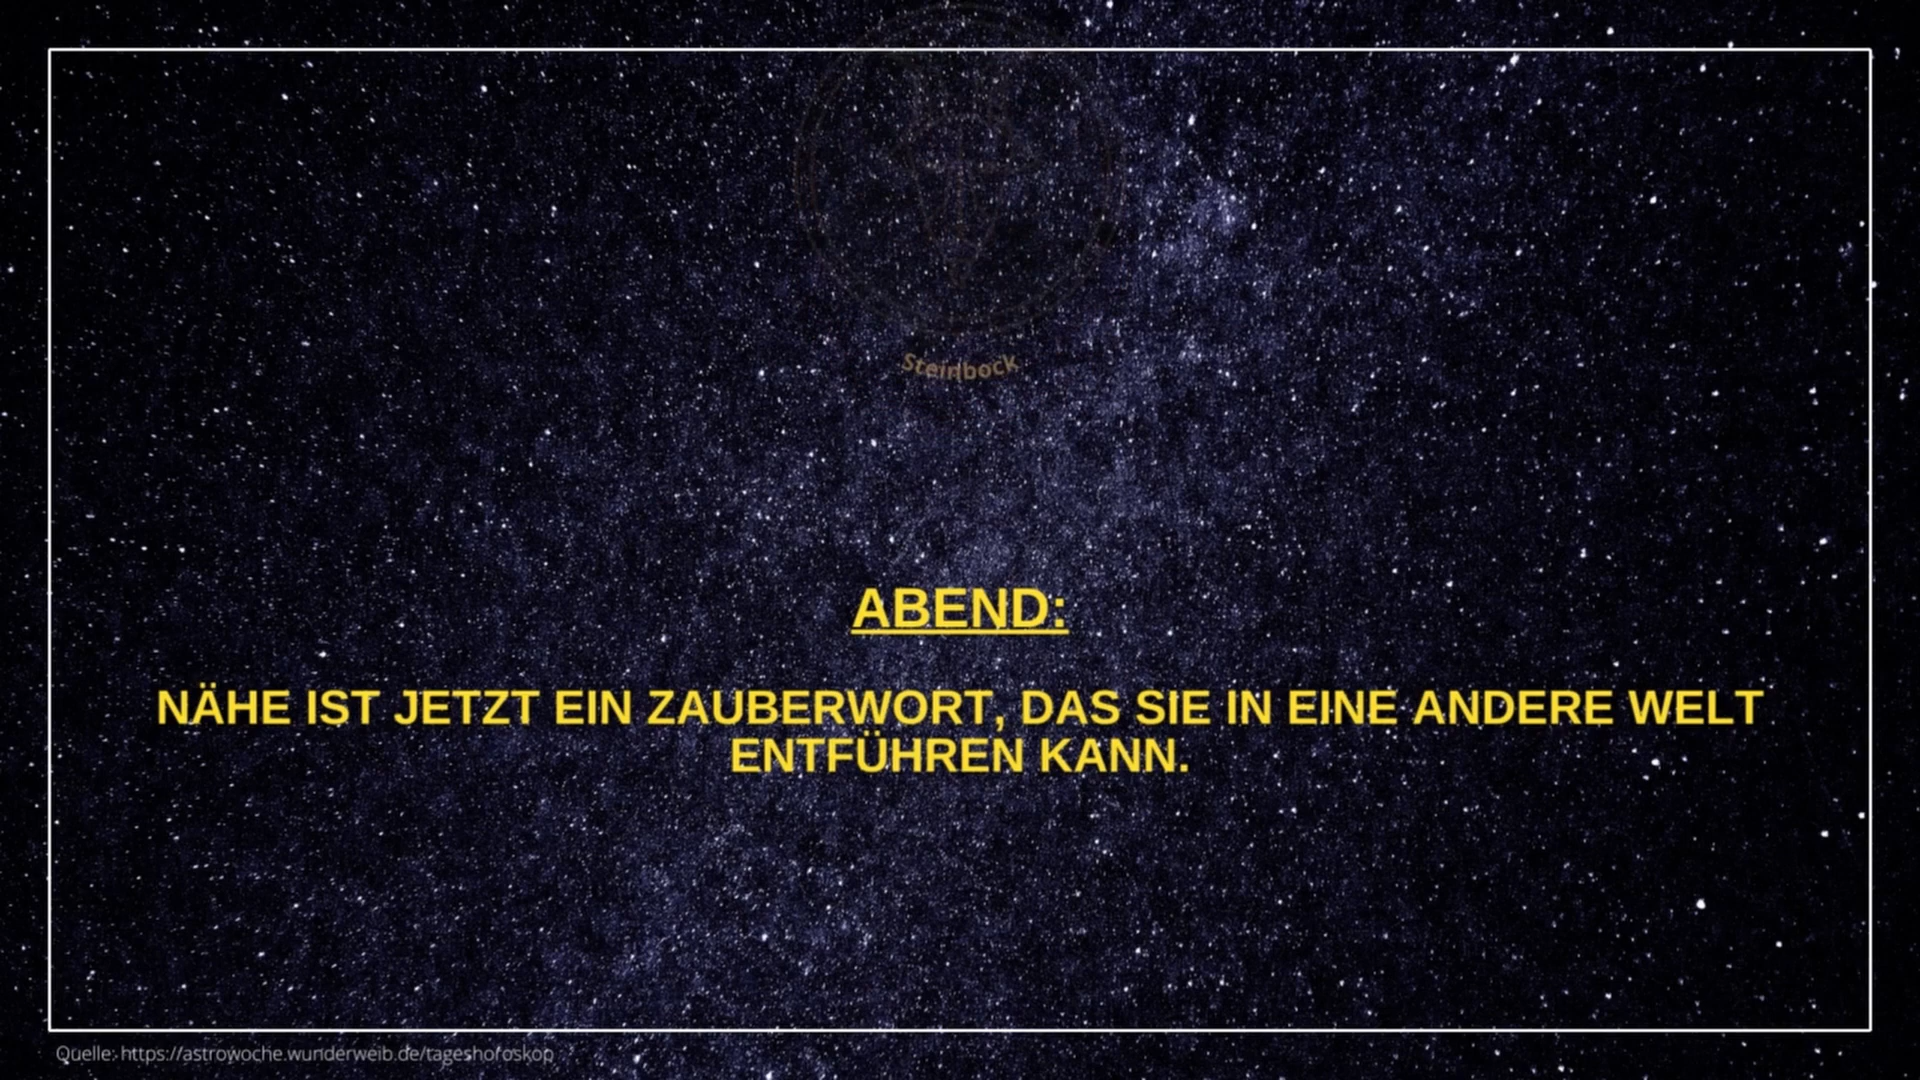 Steinbock
ABEND:
NÄHE IST JETZT EIN ZAUBERWORT, DAS SIE IN EINE ANDERE WELT
ENTFÜHREN KANN.
Quelle: https://astrowoche.wunderweib.de/tageshoroskop